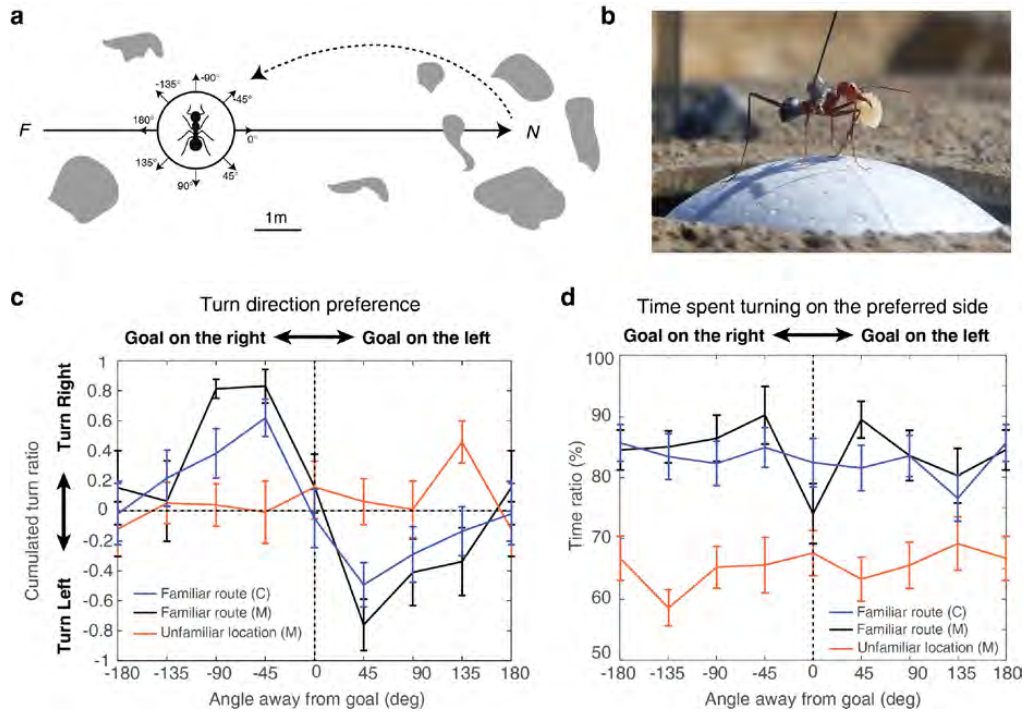 a
-90°
-135°
-45°
F
180°
0°
N
135°
45°
90°
1m
b
c
Turn direction preference
Goal on the right
Goal on the left
Turn Right
Turn Left
Cumulated turn ratio
1
0.8
0.6
0.4
0.2
0
-0.2
-0.4
-0.6
-0.8
-1
Familiar route (C)
Familiar route (M)
Unfamiliar location (M)
-180
-135
-90
-45
0
45
90
135
180
Angle away from goal (deg)
d
Time spent turning on the preferred side
Goal on the right
Goal on the left
Time ratio (%)
100
90
80
70
60
50
Familiar route (C)
Familiar route (M)
Unfamiliar location (M)
-180
-135
-90
-45
0
45
90
135
180
Angle away from goal (deg)